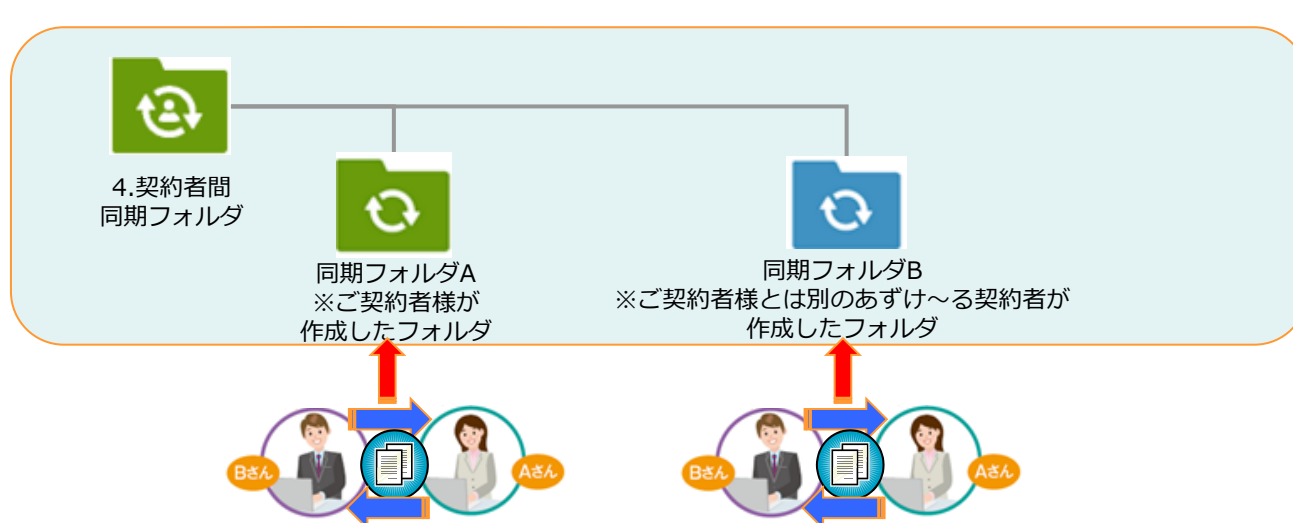 4.契約者間
同期フォルダ
同期フォルダA
※ご契約者様が
作成したフォルダ
同期フォルダB
※ご契約者様とは別のあずけ～る契約者が
作成したフォルダ
Bさん
Aさん
Bさん
Aさん